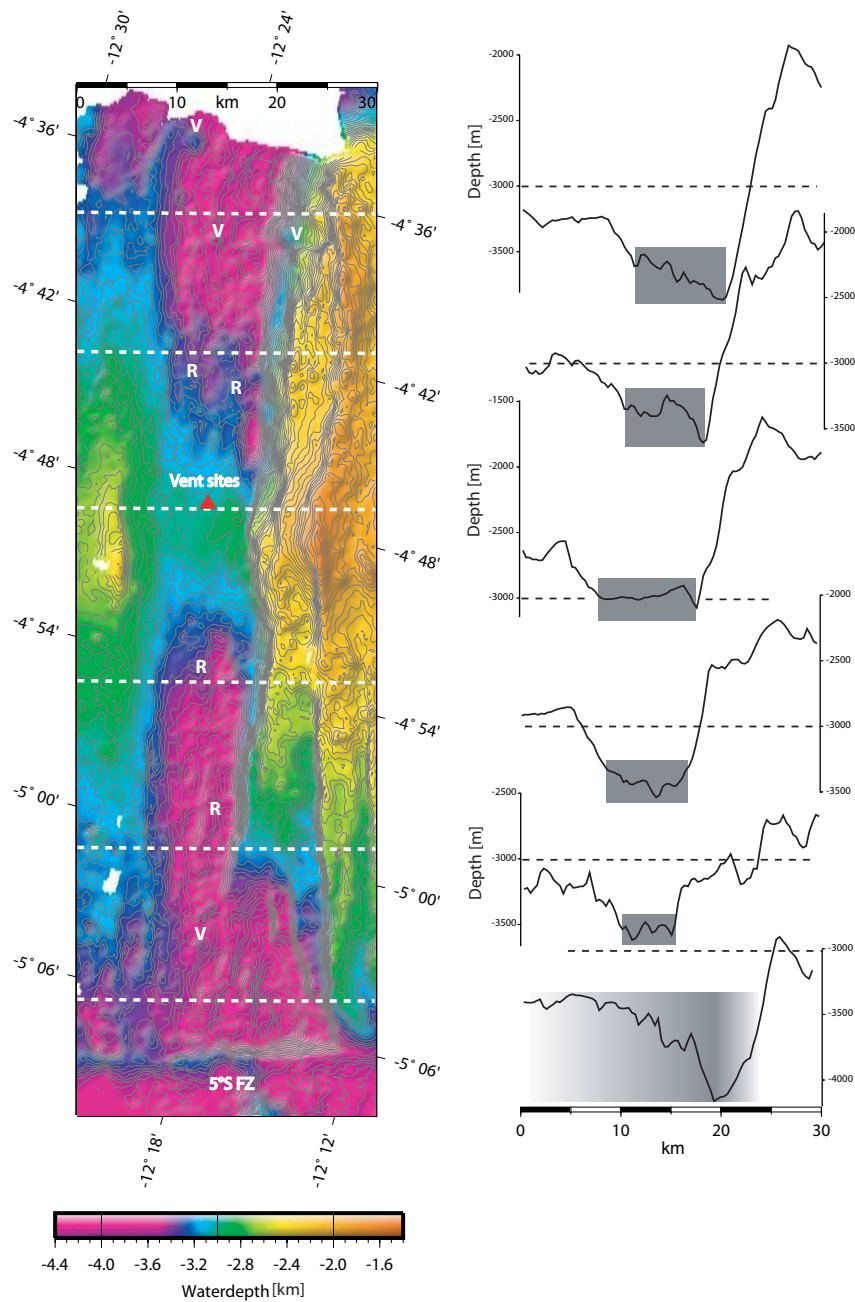 -12° 30'
-12° 24'
0 10 km 20 30
-4° 36'
-4° 42'
-4° 48'
-4° 54'
-5° 00'
-5° 06'
-4° 36'
-4° 42'
-4° 48'
-4° 54'
-5° 00'
-5° 06'
V
V
V
R
R
Vent sites
R
R
V
5°S FZ
-12° 18'
-12° 12'
-4.4 -4.0 -3.6 -3.2 -2.8 -2.4 -2.0 -1.6
Waterdepth [km]
Depth [m]
-2000
-2500
-3000
-3500
-2000
-2500
-3000
-3500
Depth [m]
-1500
-2000
-2500
-3000
-2000
-2500
-3000
-3500
Depth [m]
-2500
-3000
-3500
-3000
-3500
-4000
0 10 20 30
km